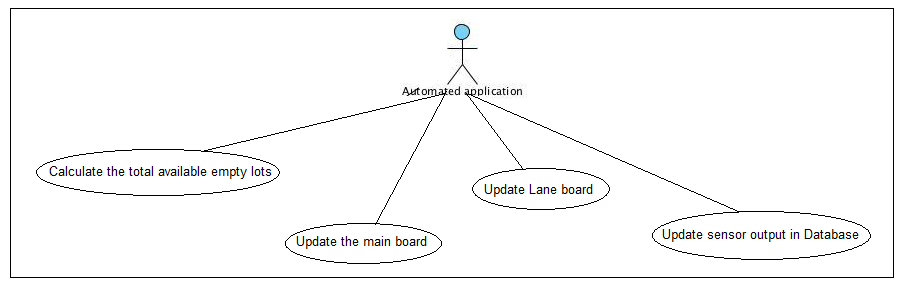 Automated application
Calculate the total available empty lots
Update Lane board
Update the main board
Update sensor output in Database